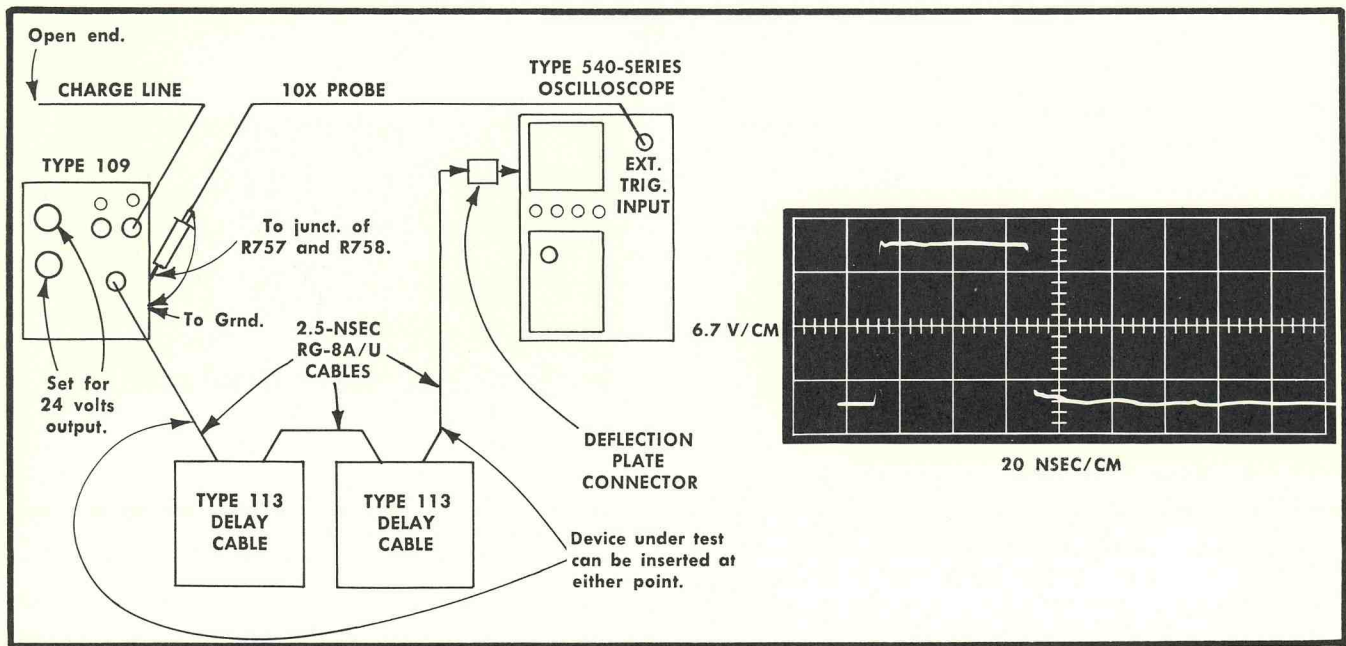 Open end.
CHARGE LINE
10X PROBE
TYPE 540-SERIES
OSCILLOSCOPE
TYPE 109
EXT.
TRIG.
INPUT
To junct. of
R757 and R758.
To Grnd.
2.5-NSEC
RG-8A/U
CABLES
Set for
24 volts
output.
DEFLECTION
PLATE
CONNECTOR
TYPE 113
DELAY
CABLE
TYPE 113
DELAY
CABLE
Device under test
can be inserted at
either point.
6.7 V/CM
20 NSEC/CM